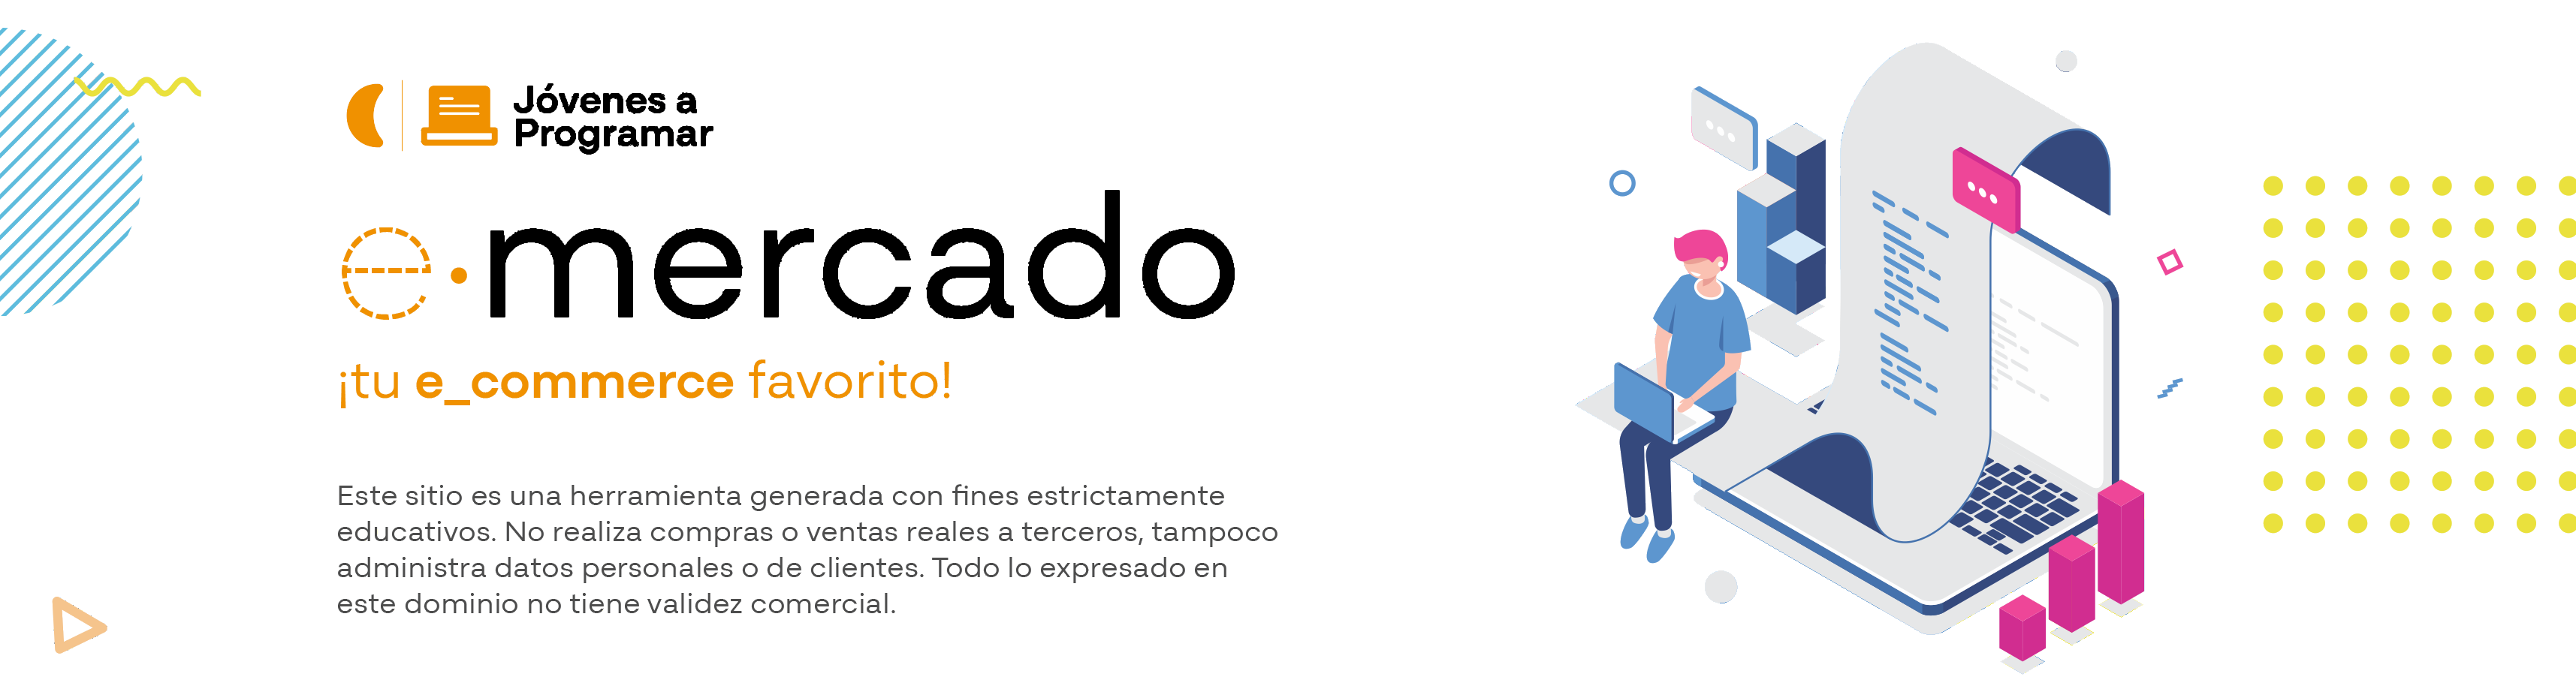 Jóvenes a
Programar
e·mercado
¡tu e_commerce favorito!
Este sitio es una herramienta generada con fines estrictamente
educativos. No realiza compras o ventas reales a terceros, tampoco
administra datos personales o de clientes. Todo lo expresado en
este dominio no tiene validez comercial.